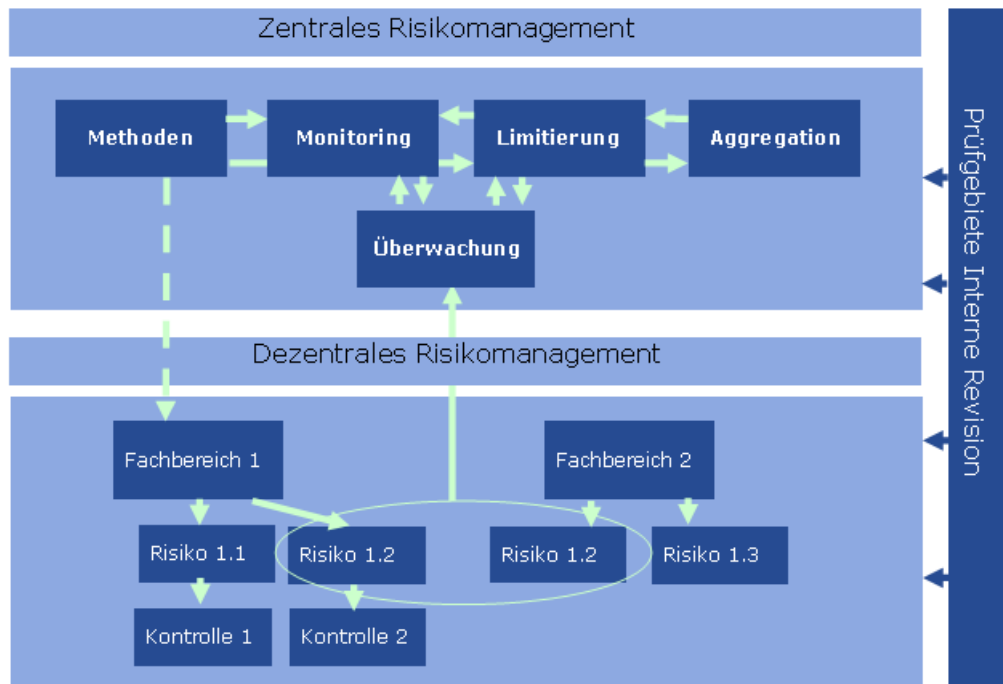 Zentrales Risikomanagement
Methoden
Monitoring
Limitierung
Aggregation
Überwachung
Dezentrales Risikomanagement
Fachbereich 1
Fachbereich 2
Risiko 1.1
Risiko 1.2
Risiko 1.2
Risiko 1.3
Kontrolle 1
Kontrolle 2
Prüfgebiete Interne Revision